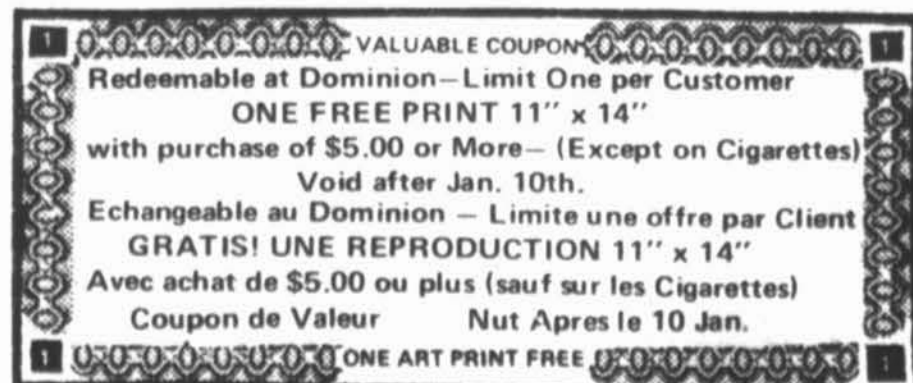 1 VALUABLE COUPON 1
Redeemable at Dominion—Limit One per Customer
ONE FREE PRINT 11" x 14"
with purchase of $5.00 or More— (Except on Cigarettes)
Void after Jan. 10th.
Echangeable au Dominion — Limite une offre par Client
GRATIS! UNE REPRODUCTION 11" x 14"
Avec achat de $5.00 ou plus (sauf sur les Cigarettes)
Coupon de Valeur Nut Apres le 10 Jan.
1 ONE ART PRINT FREE 1